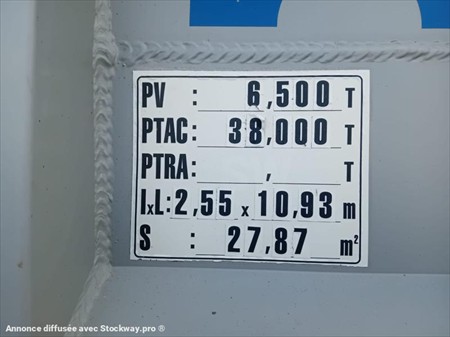 PV : 6,500 T
PTAC : 38,000 T
PTRA: , T
lxL: 2,55 x 10,93 m
S : 27,87 m²
Annonce diffusée avec Stockway.pro ®